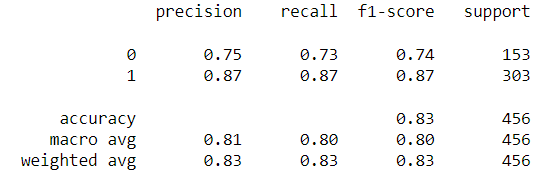 precision recall f1-score support
0 0.75 0.73 0.74 153
1 0.87 0.87 0.87 303
accuracy 0.83 456
macro avg 0.81 0.80 0.80 456
weighted avg 0.83 0.83 0.83 456